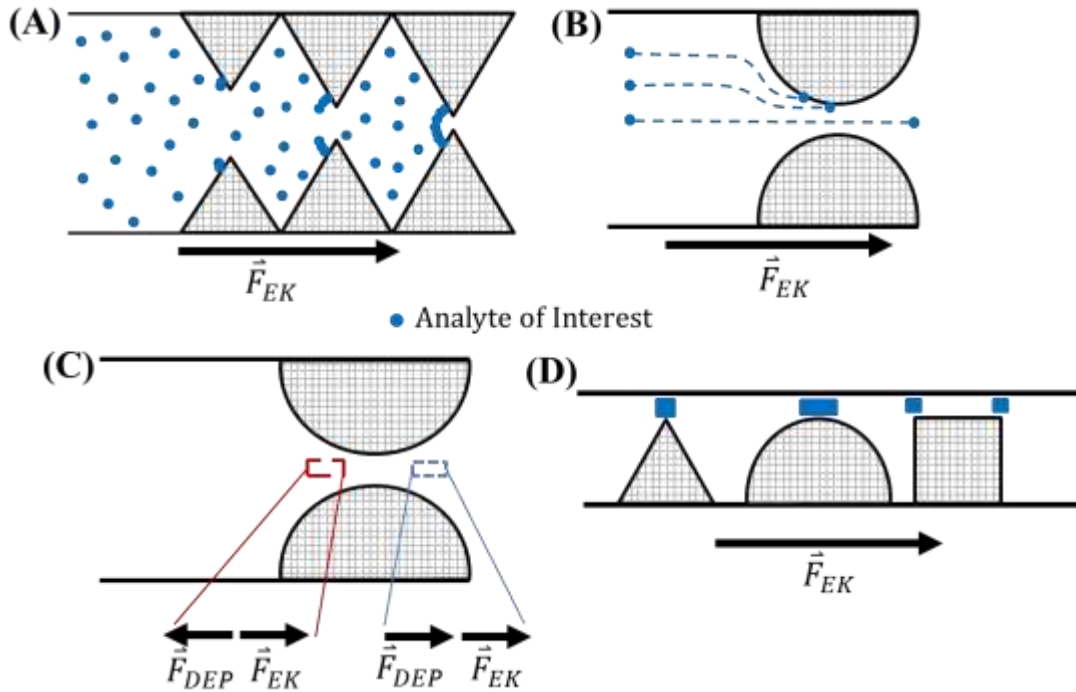 (A)
(B)
F⃗EK
F⃗EK
Analyte of Interest
(C)
(D)
F⃗EK
F⃗DEP F⃗EK F⃗DEP F⃗EK